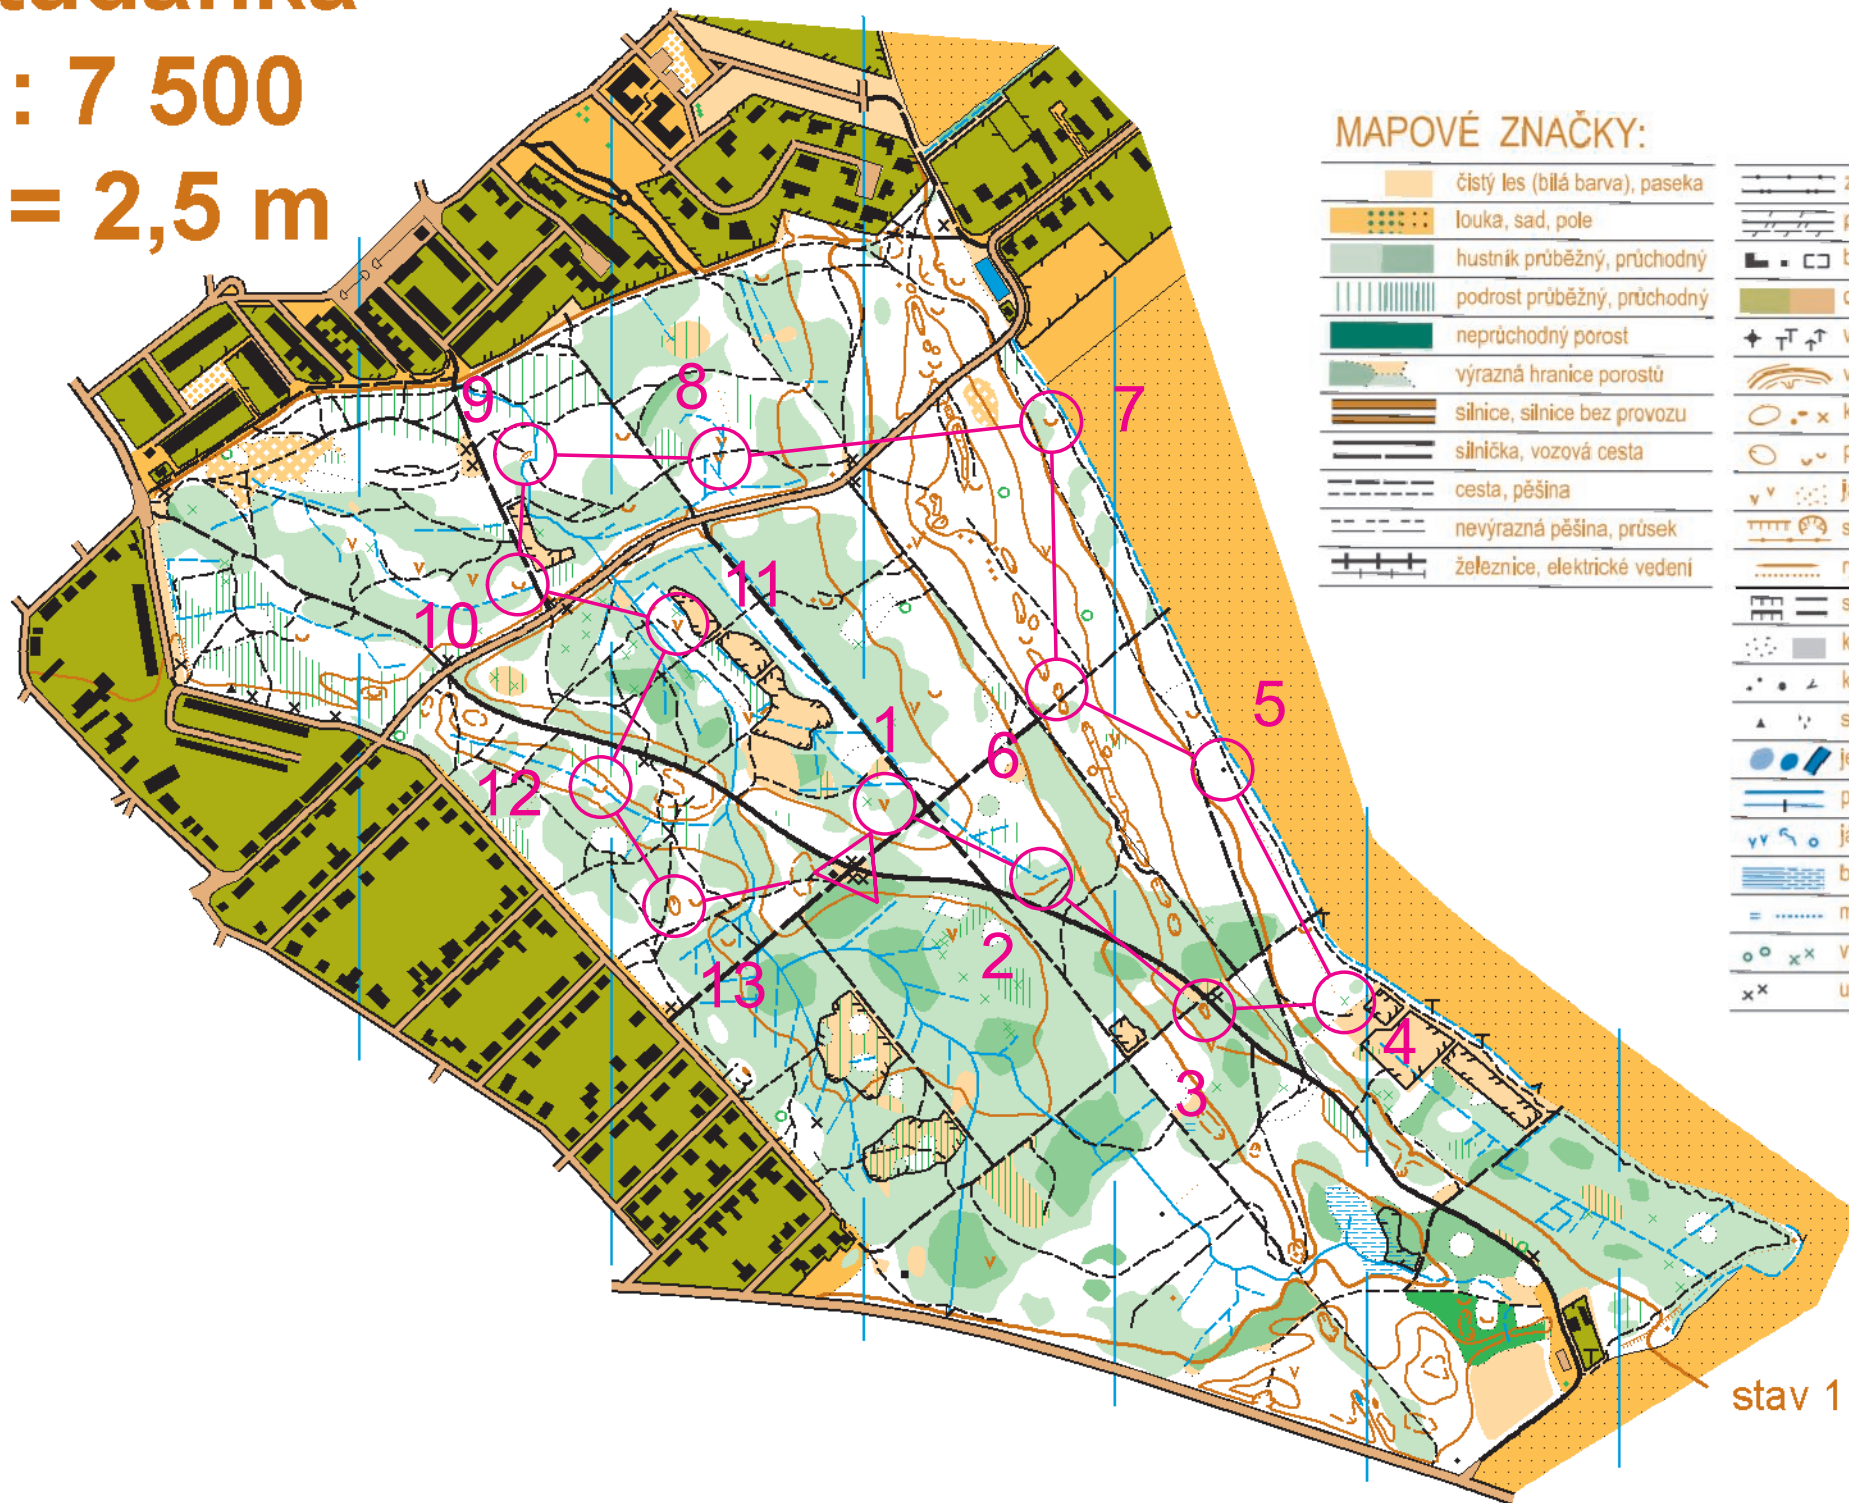 : 7 500
= 2,5 m
MAPOVÉ ZNAČKY:
čistý les (bílá barva), paseka
louka, sad, pole
hustník průběžný, průchodný
podrost průběžný, průchodný
neprůchodný porost
výrazná hranice porostů
silnice, silnice bez provozu
silnička, vozová cesta
cesta, pěšina
nevýrazná pěšina, průsek
železnice, elektrické vedení
9
8
7
11
10
5
1
6
12
2
13
4
3
stav 1